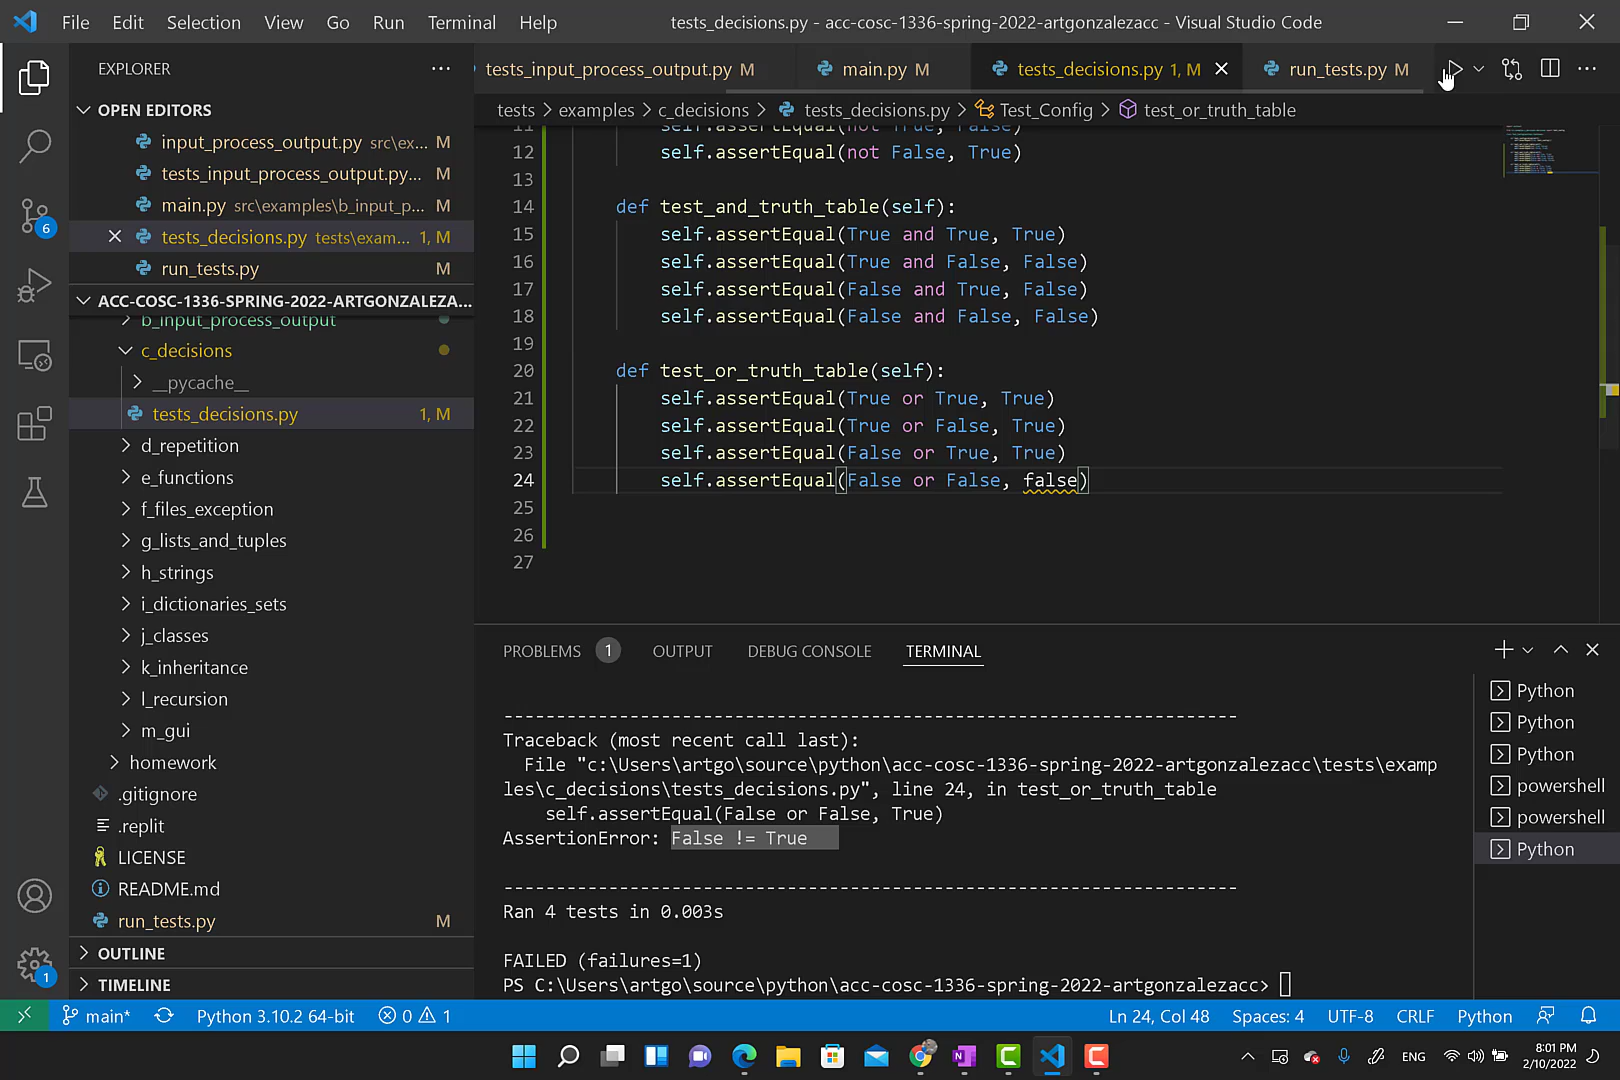 File Edit Selection View Go Run Terminal Help
tests_decisions.py - acc-cosc-1336-spring-2022-artgonzalezacc - Visual Studio Code
EXPLORER ...
OPEN EDITORS
input_process_output.py src\ex... M
tests_input_process_output.py... M
main.py src\examples\b_input_p... M
tests_decisions.py tests\exam... 1, M
run_tests.py M
ACC-COSC-1336-SPRING-2022-ARTGONZALEZA...
b_input_process_output
c_decisions
__pycache__
tests_decisions.py 1, M
d_repetition
e_functions
f_files_exception
g_lists_and_tuples
h_strings
i_dictionaries_sets
j_classes
k_inheritance
l_recursion
m_gui
homework
.gitignore
.replit
LICENSE
README.md
run_tests.py M
OUTLINE
TIMELINE
6
1
tests_input_process_output.py M
main.py M
tests_decisions.py 1, M
run_tests.py M
tests > examples > c_decisions > tests_decisions.py > Test_Config > test_or_truth_table
11 self.assertEqual(not True, False)
12 self.assertEqual(not False, True)
13
14 def test_and_truth_table(self):
15 self.assertEqual(True and True, True)
16 self.assertEqual(True and False, False)
17 self.assertEqual(False and True, False)
18 self.assertEqual(False and False, False)
19
20 def test_or_truth_table(self):
21 self.assertEqual(True or True, True)
22 self.assertEqual(True or False, True)
23 self.assertEqual(False or True, True)
24 self.assertEqual(False or False, false)
25
26
27
PROBLEMS 1 OUTPUT DEBUG CONSOLE TERMINAL
----------------------------------------------------------------------
Traceback (most recent call last):
File "c:\Users\artgo\source\python\acc-cosc-1336-spring-2022-artgonzalezacc\tests\examp
les\c_decisions\tests_decisions.py", line 24, in test_or_truth_table
self.assertEqual(False or False, True)
AssertionError: False != True
----------------------------------------------------------------------
Ran 4 tests in 0.003s
FAILED (failures=1)
PS C:\Users\artgo\source\python\acc-cosc-1336-spring-2022-artgonzalezacc>
Python
Python
Python
powershell
powershell
Python
main* Python 3.10.2 64-bit 0 1 Ln 24, Col 48 Spaces: 4 UTF-8 CRLF Python
ENG 8:01 PM
2/10/2022